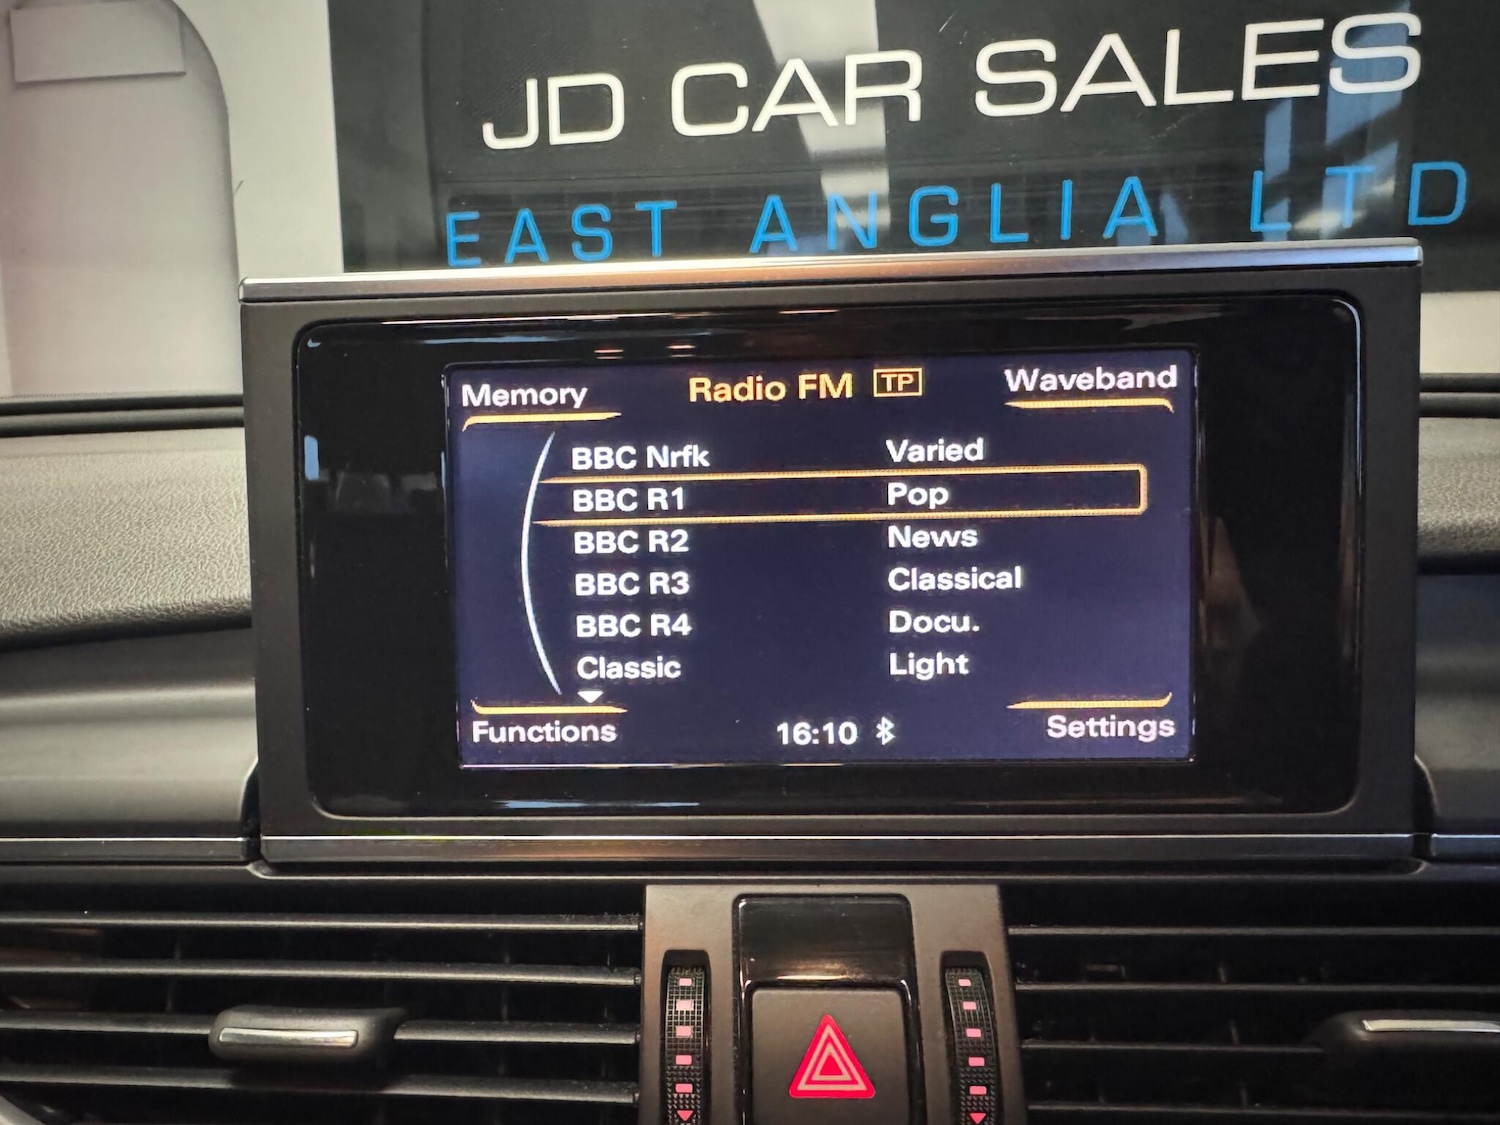 JD CAR SALES
EAST ANGLIA LTD
Memory Radio FM TP Waveband
BBC Nrfk Varied
BBC R1 Pop
BBC R2 News
BBC R3 Classical
BBC R4 Docu.
Classic Light
Functions 16:10 Settings